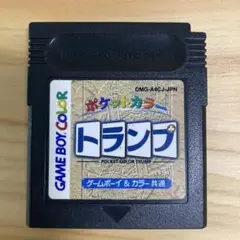 DMG-A4CJ-JPN
ポケットカラー
トランプ
POCKET COLOR TRUMP
ゲームボーイ & カラー 共通
GAME BOY COLOR